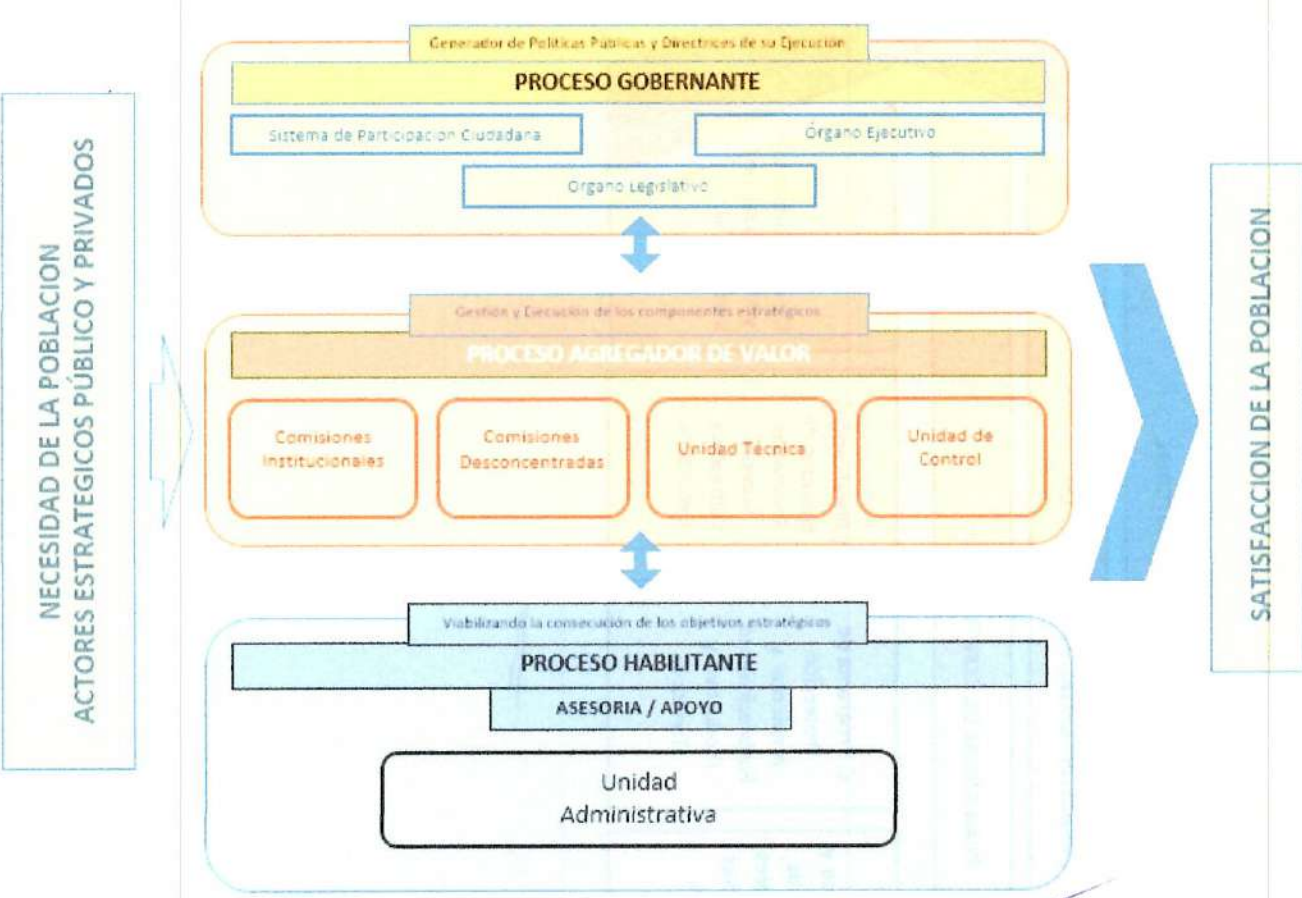 NECESIDAD DE LA POBLACION
ACTORES ESTRATEGICOS PÚBLICO Y PRIVADOS
Generador de Políticas Públicas y Directrices de su Ejecución
PROCESO GOBERNANTE
Sistema de Participacion Ciudadana
Órgano Ejecutivo
Organo Legislativo
Gestión y Ejecución de los componentes estratégicos
PROCESO AGREGADOR DE VALOR
Comisiones
Institucionales
Comisiones
Desconcentradas
Unidad Técnica
Unidad de
Control
Viabilizando la consecución de los objetivos estratégicos
PROCESO HABILITANTE
ASESORIA / APOYO
Unidad
Administrativa
SATISFACCION DE LA POBLACION